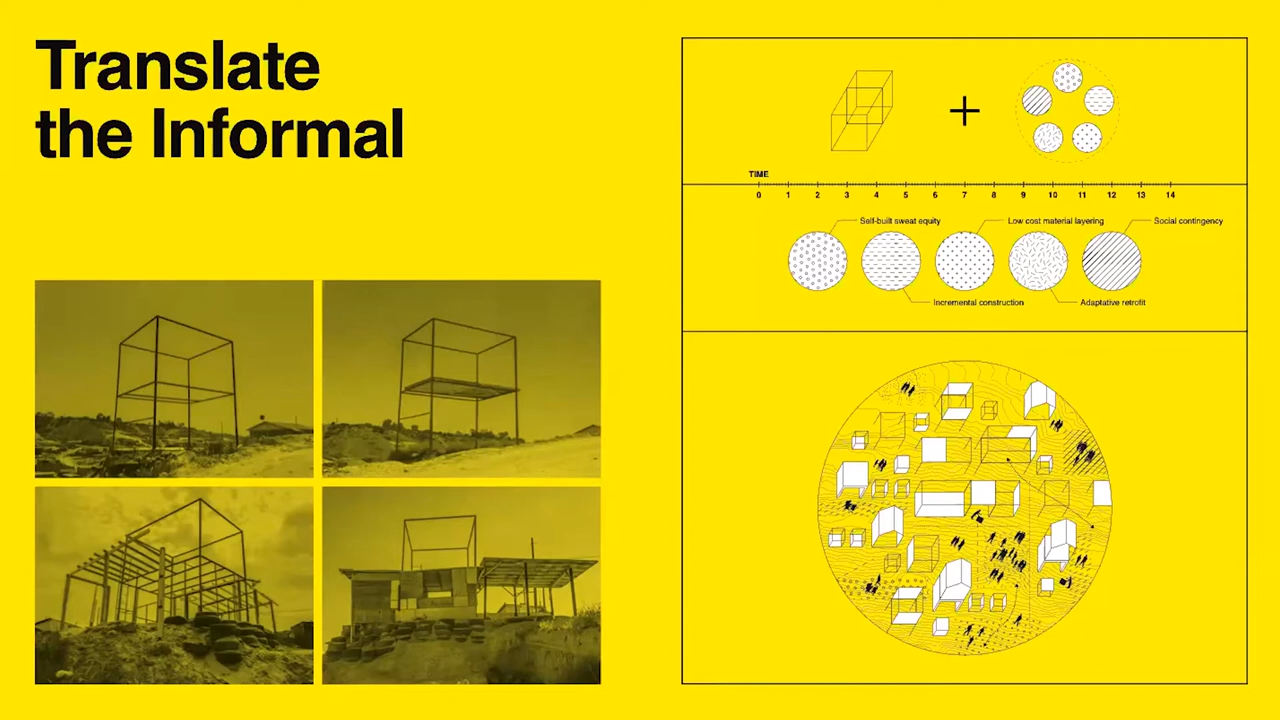 Translate
the Informal
TIME
0 1 2 3 4 5 6 7 8 9 10 11 12 13 14
Self-built sweat equity
Low cost material layering
Social contingency
Incremental construction
Adaptative retrofit